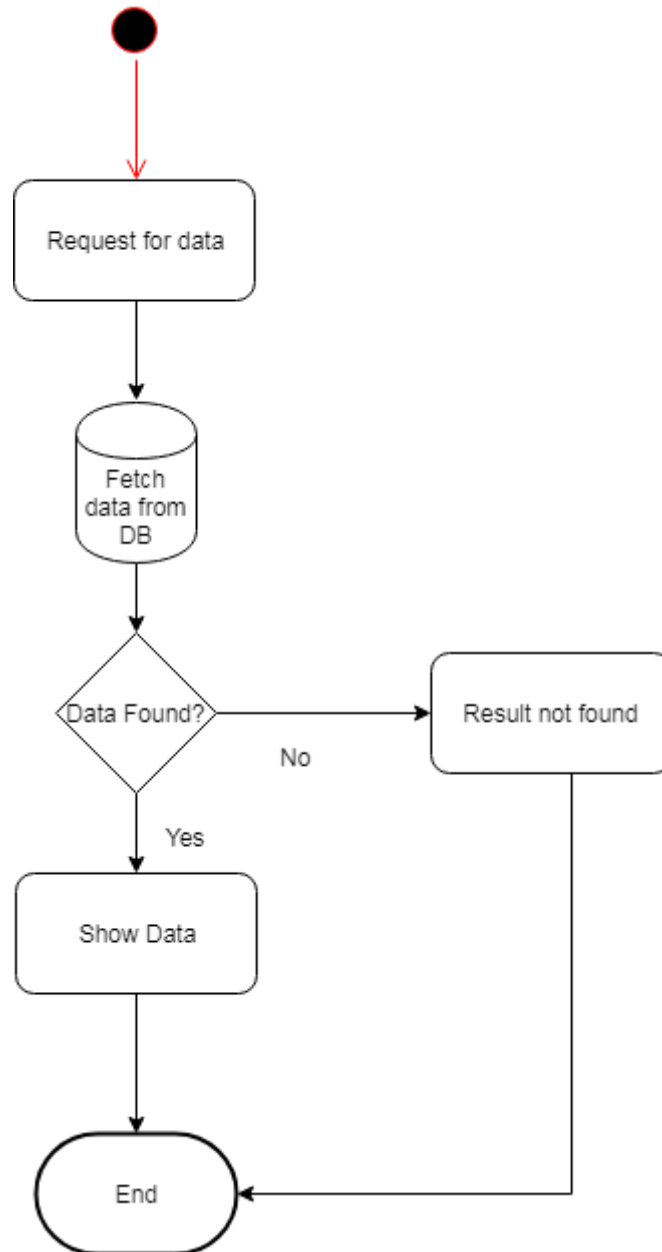 Request for data
Fetch
data from
DB
Data Found?
Result not found
No
Yes
Show Data
End